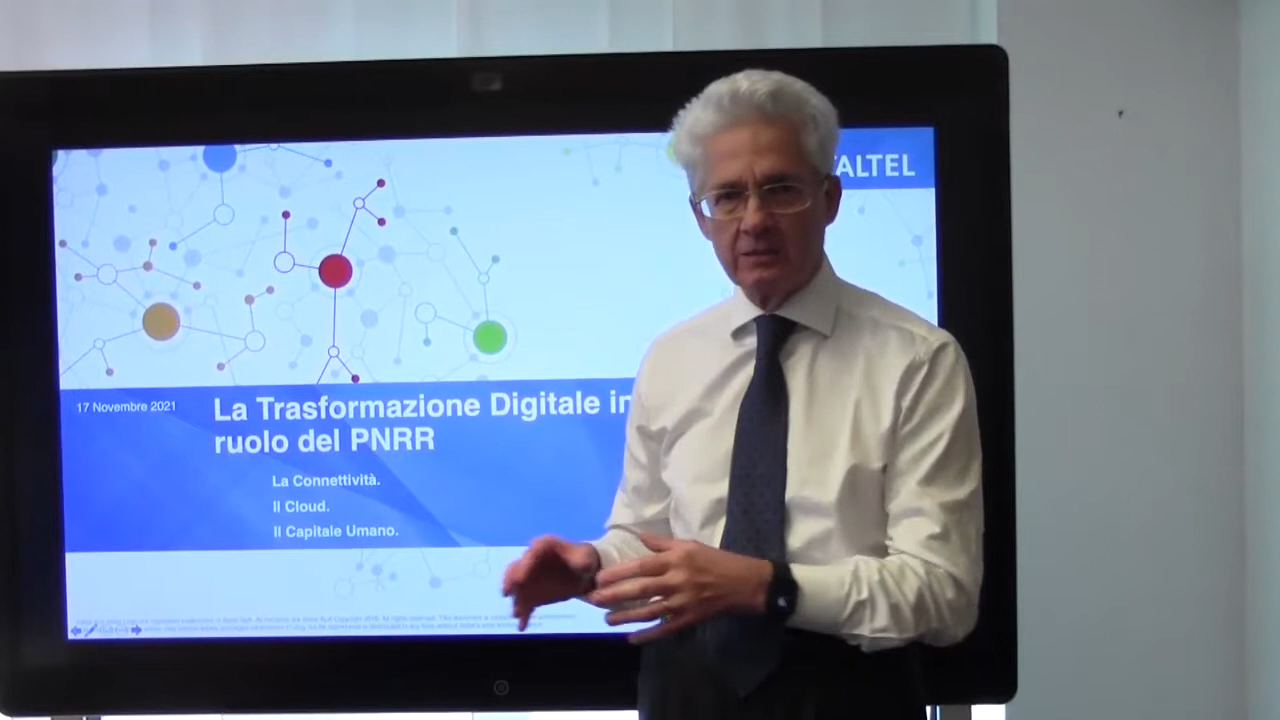 ALTEL
17 Novembre 2021
La Trasformazione Digitale in
ruolo del PNRR
La Connettività.
Il Cloud.
Il Capitale Umano.